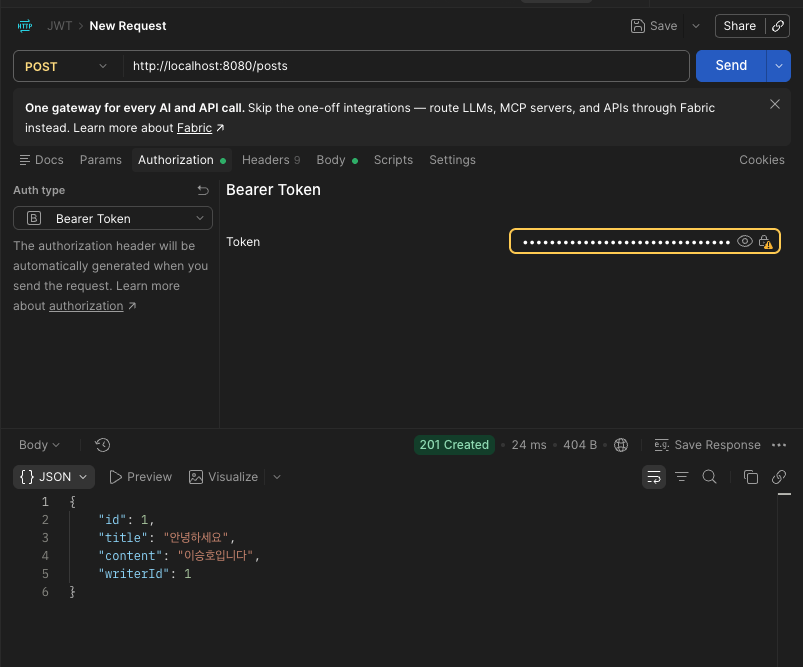 HTTP JWT > New Request Save Share
POST http://localhost:8080/posts Send
One gateway for every AI and API call. Skip the one-off integrations — route LLMs, MCP servers, and APIs through Fabric
instead. Learn more about Fabric ↗
Docs Params Authorization Headers 9 Body Scripts Settings Cookies
Auth type
B Bearer Token
The authorization header will be
automatically generated when you
send the request. Learn more
about authorization ↗
Bearer Token
Token ••••••••••••••••••••••••••••••
Body 201 Created • 24 ms • 404 B • e.g. Save Response •••
{} JSON Preview Visualize
1 {
2 "id": 1,
3 "title": "안녕하세요",
4 "content": "이승호입니다",
5 "writerId": 1
6 }